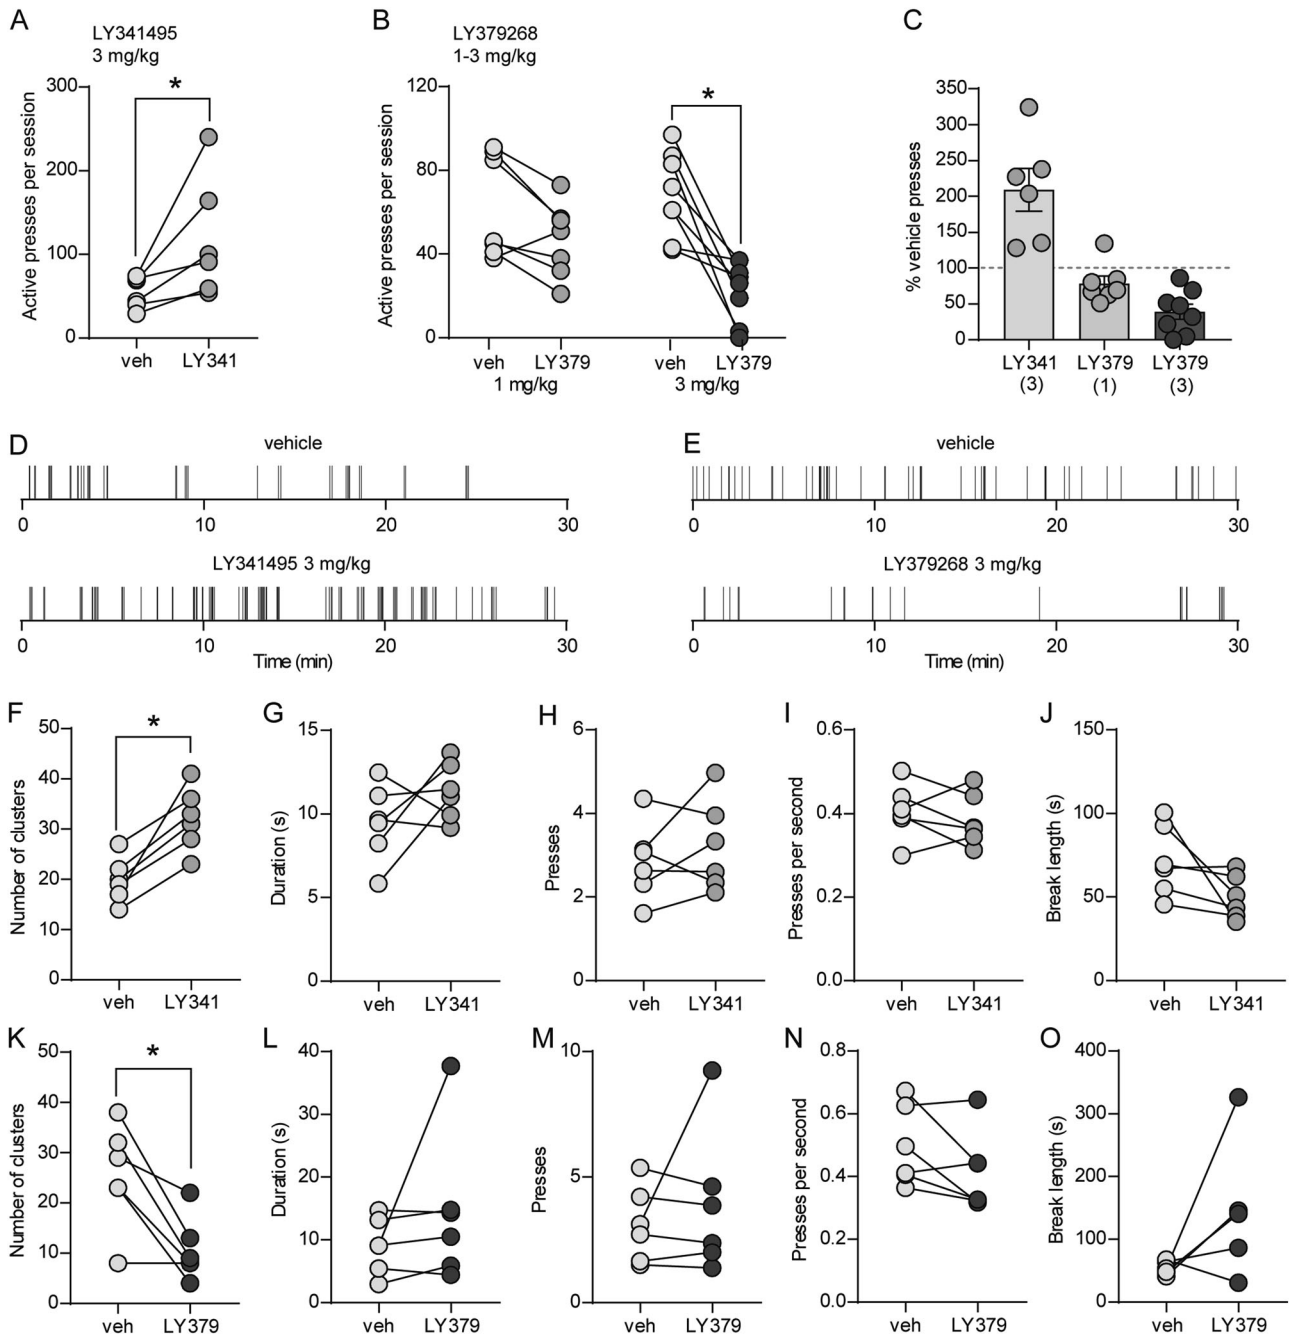 A
LY341495
3 mg/kg
Active presses per session
300
200
100
0
*
veh
LY341
B
LY379268
1-3 mg/kg
Active presses per session
120
80
40
0
*
veh
LY379
1 mg/kg
veh
LY379
3 mg/kg
C
% vehicle presses
350
300
250
200
150
100
50
0
LY341
(3)
LY379
(1)
LY379
(3)
D
vehicle
0 10 20 30
LY341495 3 mg/kg
0 10 20 30
Time (min)
E
vehicle
0 10 20 30
LY379268 3 mg/kg
0 10 20 30
Time (min)
F
Number of clusters
50
40
30
20
10
0
*
veh
LY341
G
Duration (s)
15
10
5
0
veh
LY341
H
Presses
6
4
2
0
veh
LY341
I
Presses per second
0.6
0.4
0.2
0.0
veh
LY341
J
Break length (s)
150
100
50
0
veh
LY341
K
Number of clusters
50
40
30
20
10
0
*
veh
LY379
L
Duration (s)
40
30
20
10
0
veh
LY379
M
Presses
10
5
0
veh
LY379
N
Presses per second
0.8
0.6
0.4
0.2
0.0
veh
LY379
O
Break length (s)
400
300
200
100
0
veh
LY379